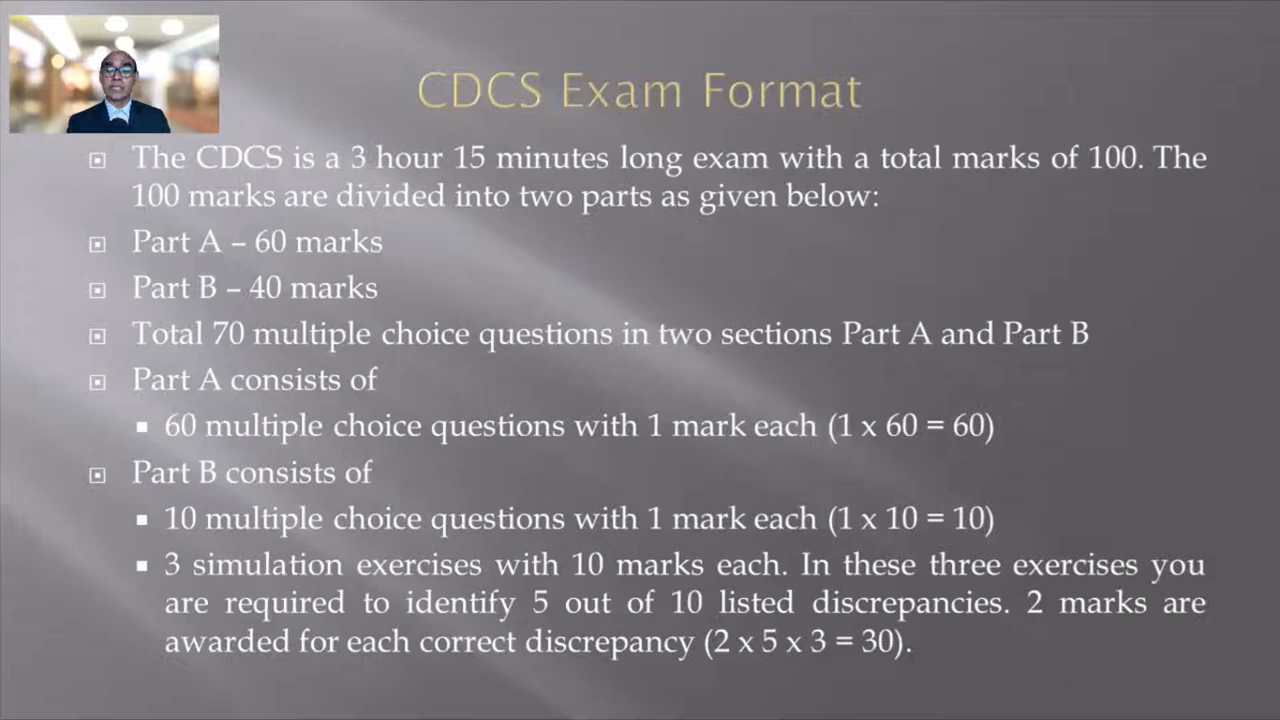 CDCS Exam Format
The CDCS is a 3 hour 15 minutes long exam with a total marks of 100. The
100 marks are divided into two parts as given below:
Part A – 60 marks
Part B – 40 marks
Total 70 multiple choice questions in two sections Part A and Part B
Part A consists of
60 multiple choice questions with 1 mark each (1 x 60 = 60)
Part B consists of
10 multiple choice questions with 1 mark each (1 x 10 = 10)
3 simulation exercises with 10 marks each. In these three exercises you
are required to identify 5 out of 10 listed discrepancies. 2 marks are
awarded for each correct discrepancy (2 x 5 x 3 = 30).